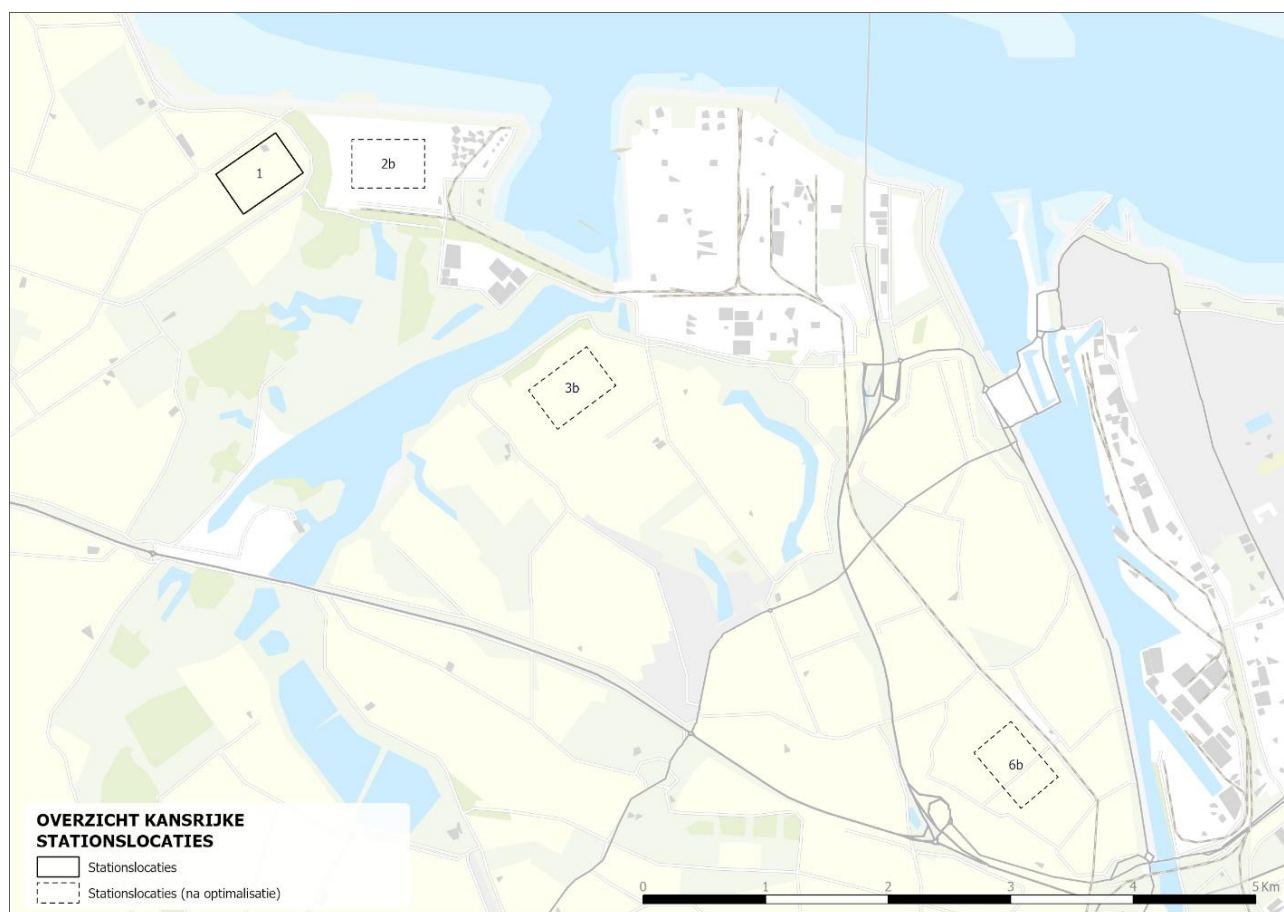 1
2b
3b
6b
OVERZICHT KANSRIJKE
STATIONSLOCATIES
Stationslocaties
Stationslocaties (na optimalisatie)
0 1 2 3 4 5 Km